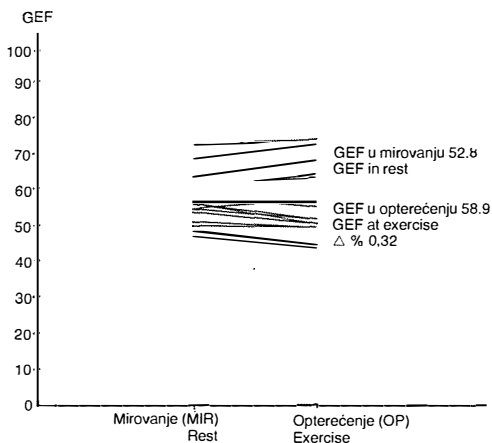 GEF
100
90
80
70
60
50
40
30
20
10
0
GEF u mirovanju 52.8
GEF in rest
GEF u opterećenju 58.9
GEF at exercise
△ % 0,32
Mirovanje (MIR)
Rest
Opterećenje (OP)
Exercise